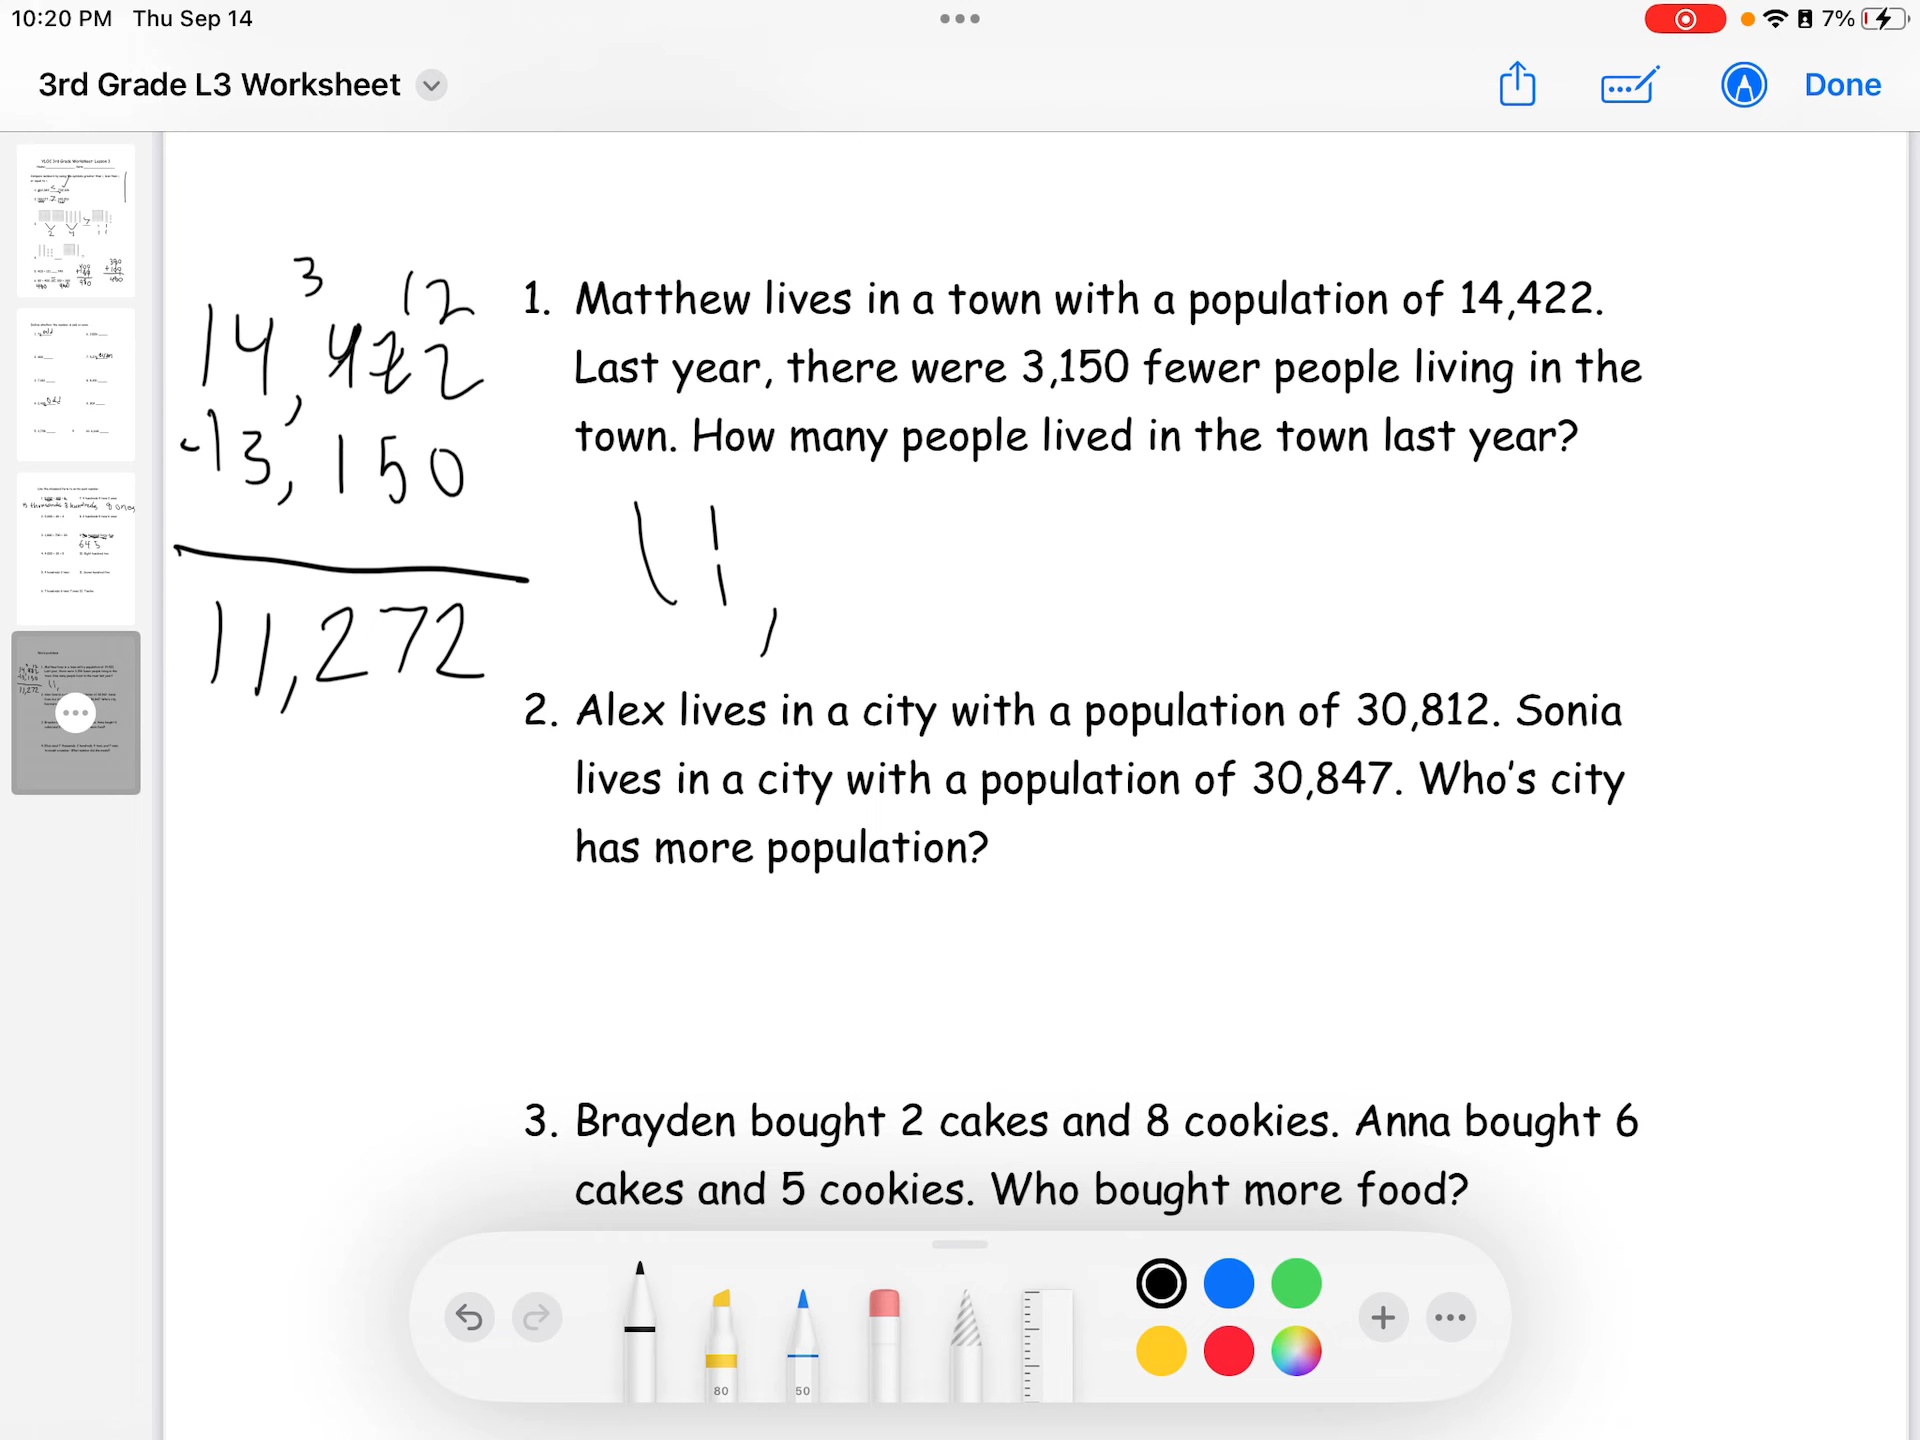 10:20 PM Thu Sep 14
7%
3rd Grade L3 Worksheet
Done
3 12
14,422
-13,150
11,272
1. Matthew lives in a town with a population of 14,422.
Last year, there were 3,150 fewer people living in the
town. How many people lived in the town last year?
11,
2. Alex lives in a city with a population of 30,812. Sonia
lives in a city with a population of 30,847. Who's city
has more population?
3. Brayden bought 2 cakes and 8 cookies. Anna bought 6
cakes and 5 cookies. Who bought more food?
80
50